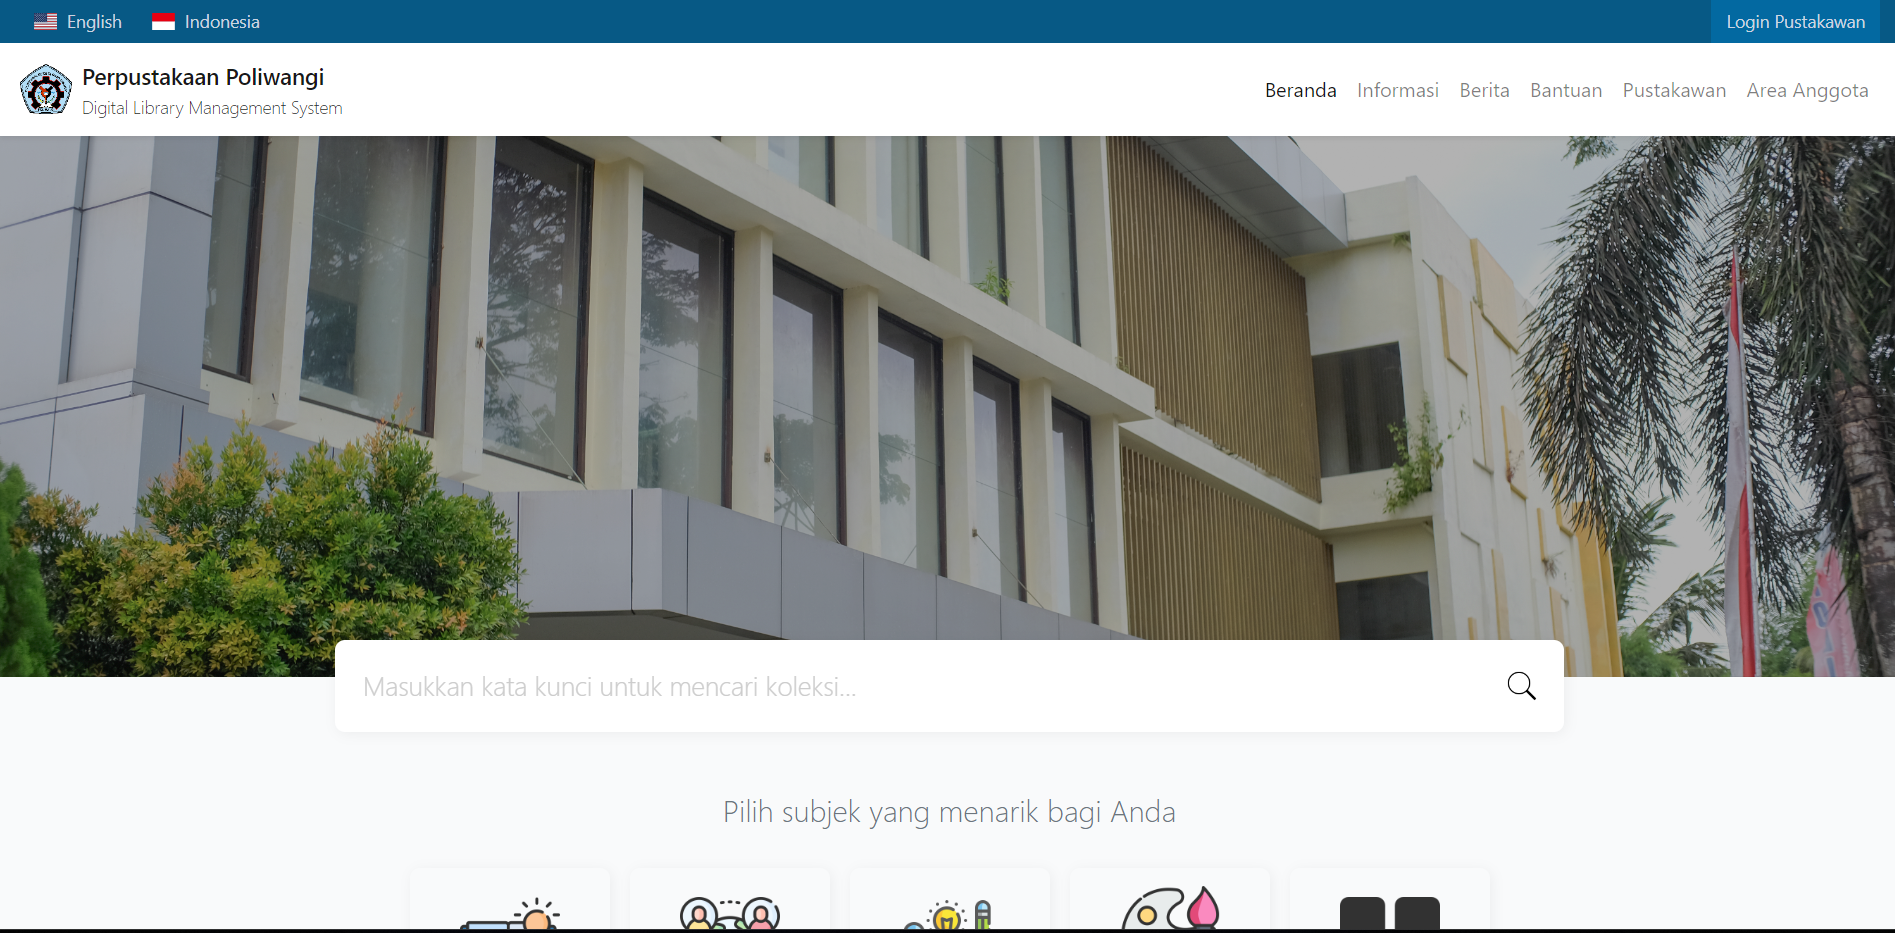 English Indonesia Login Pustakawan
Perpustakaan Poliwangi
Digital Library Management System
Beranda Informasi Berita Bantuan Pustakawan Area Anggota
Masukkan kata kunci untuk mencari koleksi...
Pilih subjek yang menarik bagi Anda